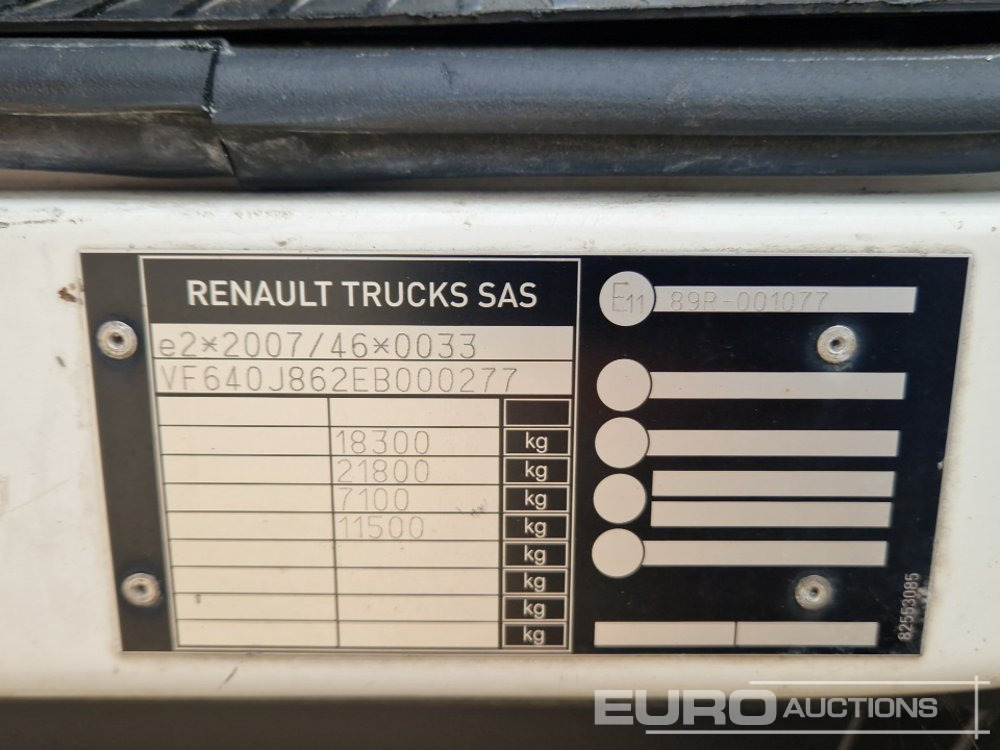 RENAULT TRUCKS SAS
e2*2007/46*0033
VF640J862EB000277
18300 kg
21800 kg
7100 kg
11500 kg
kg
kg
kg
kg
E11 89R-001077
82553085
EURO AUCTIONS